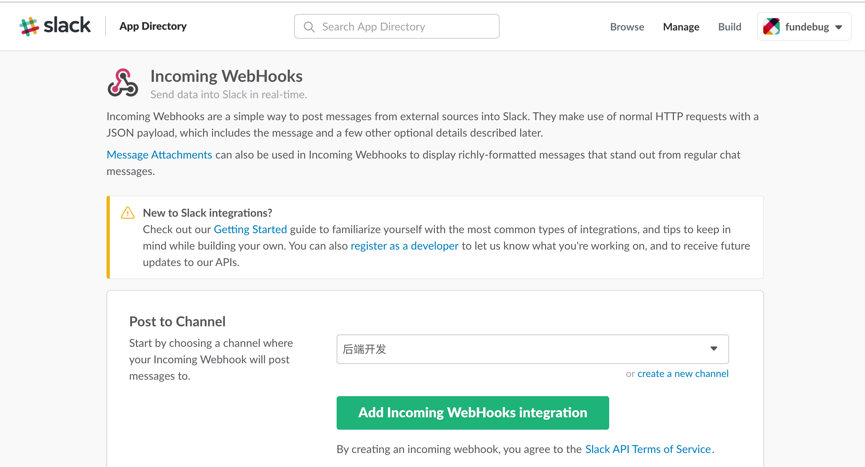 slack App Directory Search App Directory Browse Manage Build fundebug
Incoming WebHooks
Send data into Slack in real-time.
Incoming Webhooks are a simple way to post messages from external sources into Slack. They make use of normal HTTP requests with a
JSON payload, which includes the message and a few other optional details described later.
Message Attachments can also be used in Incoming Webhooks to display richly-formatted messages that stand out from regular chat
messages.
New to Slack integrations?
Check out our Getting Started guide to familiarize yourself with the most common types of integrations, and tips to keep in
mind while building your own. You can also register as a developer to let us know what you're working on, and to receive future
updates to our APIs.
Post to Channel
Start by choosing a channel where
your Incoming Webhook will post
messages to.
后端开发
or create a new channel
Add Incoming WebHooks integration
By creating an incoming webhook, you agree to the Slack API Terms of Service.